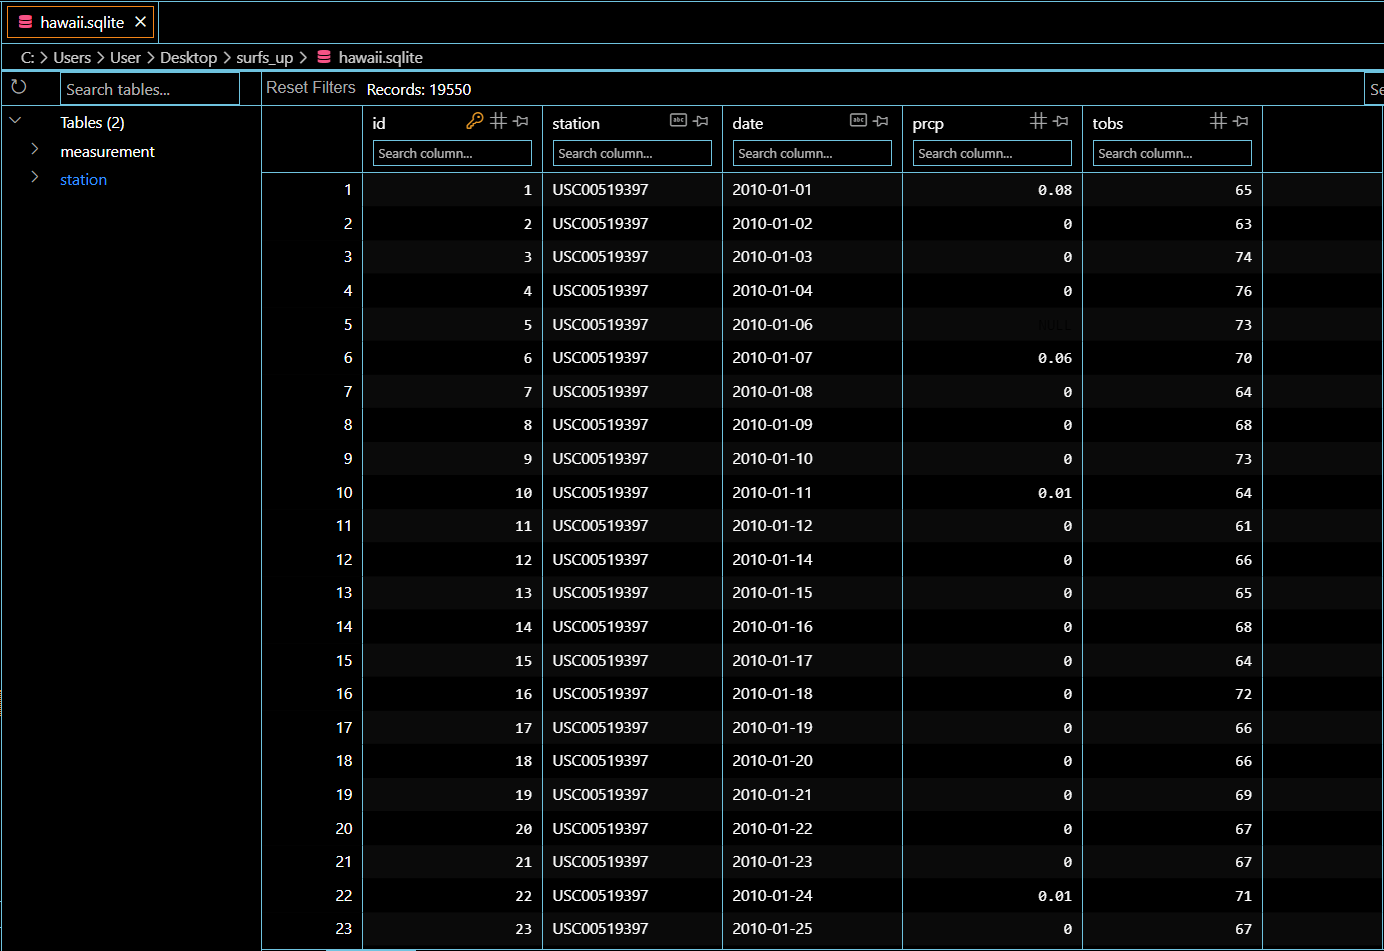 hawaii.sqlite
C: Users User Desktop surfs_up hawaii.sqlite
Search tables... Reset Filters Records: 19550 Se
Tables (2)
measurement
station
id station abc date abc prcp tobs
Search column... Search column... Search column... Search column... Search column...
1 1 USC00519397 2010-01-01 0.08 65
2 2 USC00519397 2010-01-02 0 63
3 3 USC00519397 2010-01-03 0 74
4 4 USC00519397 2010-01-04 0 76
5 5 USC00519397 2010-01-06 NULL 73
6 6 USC00519397 2010-01-07 0.06 70
7 7 USC00519397 2010-01-08 0 64
8 8 USC00519397 2010-01-09 0 68
9 9 USC00519397 2010-01-10 0 73
10 10 USC00519397 2010-01-11 0.01 64
11 11 USC00519397 2010-01-12 0 61
12 12 USC00519397 2010-01-14 0 66
13 13 USC00519397 2010-01-15 0 65
14 14 USC00519397 2010-01-16 0 68
15 15 USC00519397 2010-01-17 0 64
16 16 USC00519397 2010-01-18 0 72
17 17 USC00519397 2010-01-19 0 66
18 18 USC00519397 2010-01-20 0 66
19 19 USC00519397 2010-01-21 0 69
20 20 USC00519397 2010-01-22 0 67
21 21 USC00519397 2010-01-23 0 67
22 22 USC00519397 2010-01-24 0.01 71
23 23 USC00519397 2010-01-25 0 67